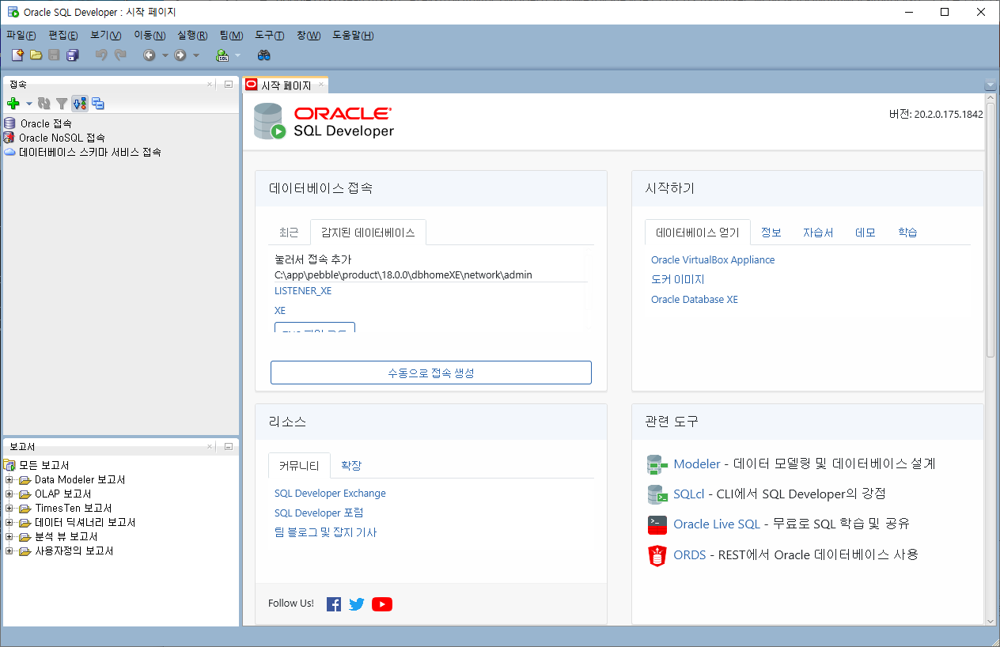 Oracle SQL Developer : 시작 페이지
파일(F) 편집(E) 보기(V) 이동(N) 실행(R) 팀(M) 도구(T) 창(W) 도움말(H)
접속
Oracle 접속
Oracle NoSQL 접속
데이터베이스 스키마 서비스 접속
보고서
모든 보고서
Data Modeler 보고서
OLAP 보고서
TimesTen 보고서
데이터 딕셔너리 보고서
분석 뷰 보고서
사용자정의 보고서
시작 페이지
ORACLE
SQL Developer
버전: 20.2.0.175.1842
데이터베이스 접속
최근 감지된 데이터베이스
눌러서 접속 추가
C:\app\pebble\product\18.0.0\dbhomeXE\network\admin
LISTENER_XE
XE
수동으로 접속 생성
시작하기
데이터베이스 얻기 정보 자습서 데모 학습
Oracle VirtualBox Appliance
도커 이미지
Oracle Database XE
리소스
커뮤니티 확장
SQL Developer Exchange
SQL Developer 포럼
팀 블로그 및 잡지 기사
Follow Us!
관련 도구
Modeler - 데이터 모델링 및 데이터베이스 설계
SQLcl - CLI에서 SQL Developer의 강점
Oracle Live SQL - 무료로 SQL 학습 및 공유
ORDS - REST에서 Oracle 데이터베이스 사용